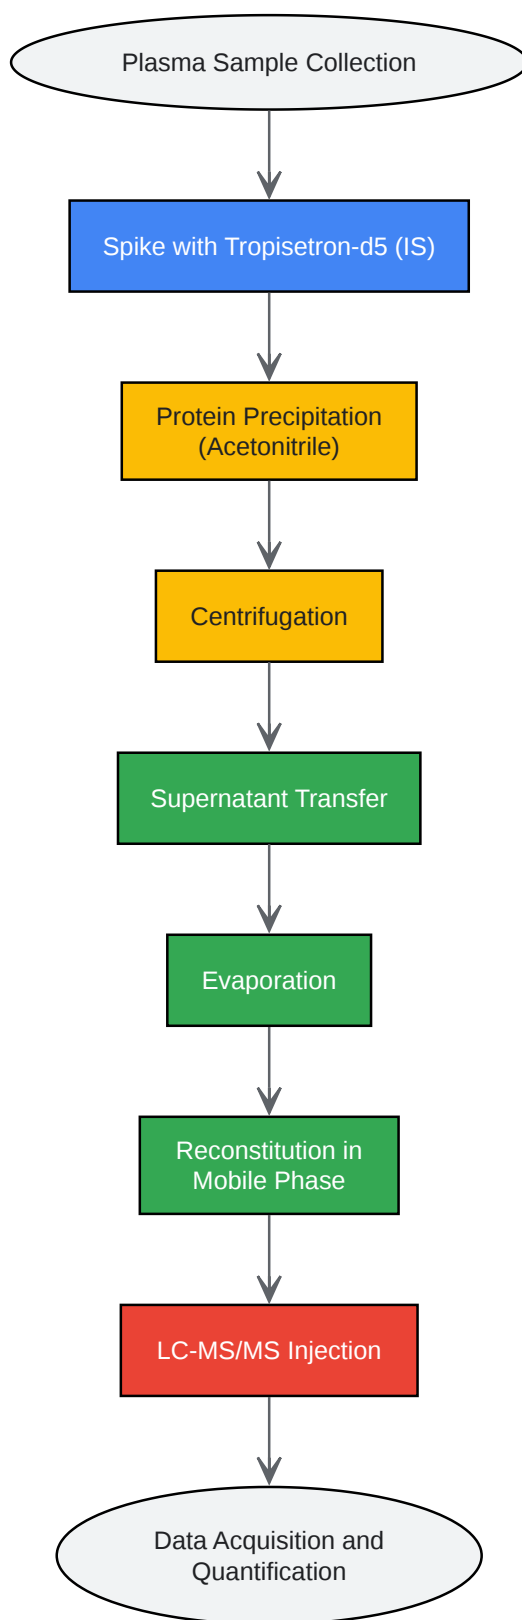 Plasma Sample Collection
Spike with Tropisetron-d5 (IS)
Protein Precipitation
(Acetonitrile)
Centrifugation
Supernatant Transfer
Evaporation
Reconstitution in
Mobile Phase
LC-MS/MS Injection
Data Acquisition and
Quantification